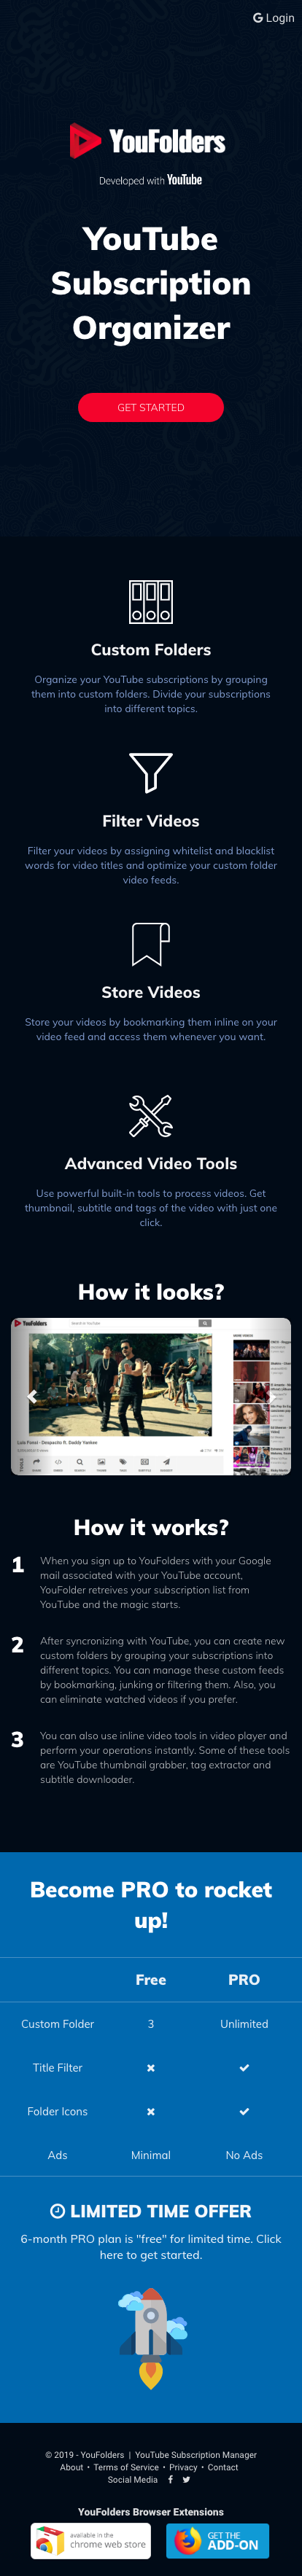 Login
YouFolders
Developed with YouTube
YouTube
Subscription
Organizer
GET STARTED
Custom Folders
Organize your YouTube subscriptions by grouping
them into custom folders. Divide your subscriptions
into different topics.
Filter Videos
Filter your videos by assigning whitelist and blacklist
words for video titles and optimize your custom folder
video feeds.
Store Videos
Store your videos by bookmarking them inline on your
video feed and access them whenever you want.
Advanced Video Tools
Use powerful built-in tools to process videos. Get
thumbnail, subtitle and tags of the video with just one
click.
How it looks?
YouFolders
Luis Fonsi - Despacito ft. Daddy Yankee
How it works?
1 When you sign up to YouFolders with your Google
mail associated with your YouTube account,
YouFolder retreives your subscription list from
YouTube and the magic starts.
2 After syncronizing with YouTube, you can create new
custom folders by grouping your subscriptions into
different topics. You can manage these custom feeds
by bookmarking, junking or filtering them. Also, you
can eliminate watched videos if you prefer.
3 You can also use inline video tools in video player and
perform your operations instantly. Some of these tools
are YouTube thumbnail grabber, tag extractor and
subtitle downloader.
Become PRO to rocket
up!
Free PRO
Custom Folder 3 Unlimited
Title Filter
Folder Icons
Ads Minimal No Ads
LIMITED TIME OFFER
6-month PRO plan is "free" for limited time. Click
here to get started.
© 2019 - YouFolders | YouTube Subscription Manager
About • Terms of Service • Privacy • Contact
Social Media
YouFolders Browser Extensions
available in the
chrome web store
GET THE
ADD-ON